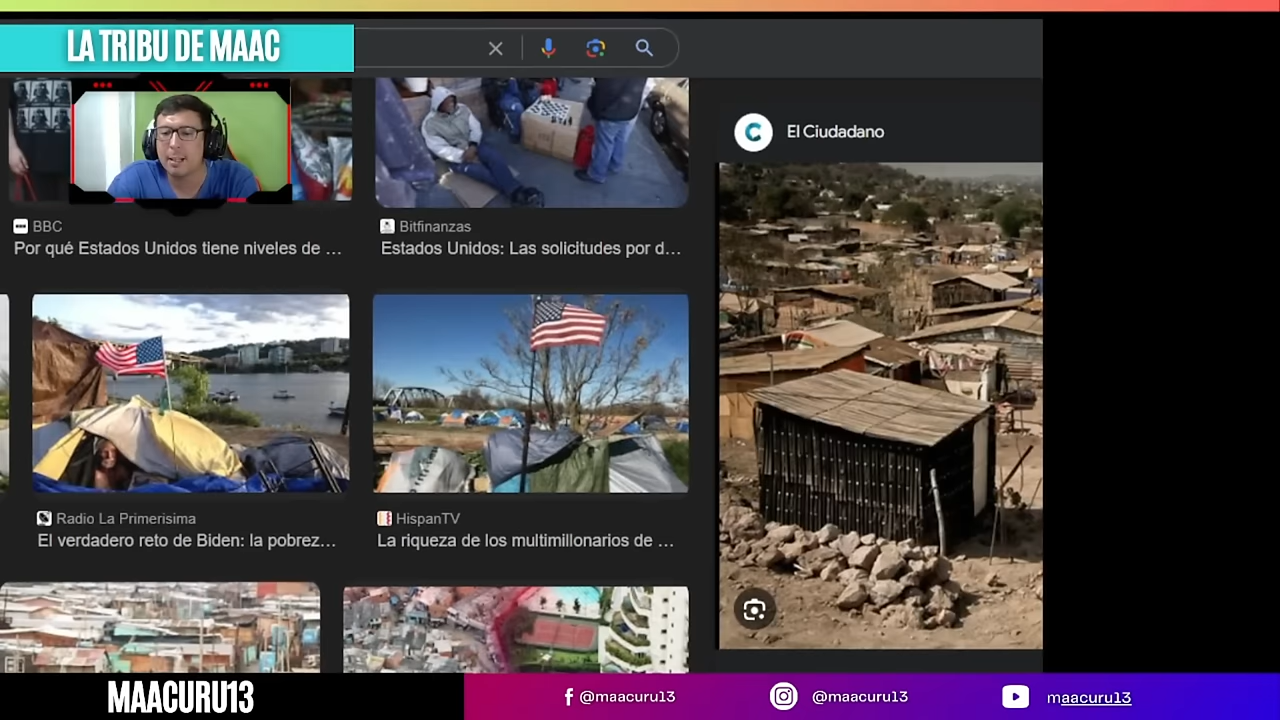 LA TRIBU DE MAAC
El Ciudadano
BBC
Por qué Estados Unidos tiene niveles de ...
Bitfinanzas
Estados Unidos: Las solicitudes por d...
Radio La Primerisima
El verdadero reto de Biden: la pobrez...
HispanTV
La riqueza de los multimillonarios de ...
MAACURU13
@maacuru13
@maacuru13
maacuru13